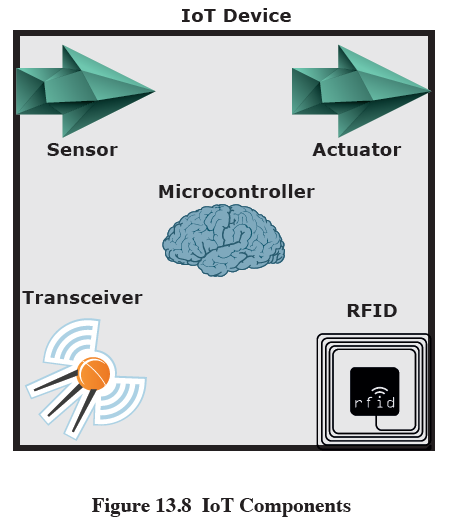 IoT Device
Sensor
Actuator
Microcontroller
Transceiver
RFID
rfid
Figure 13.8 IoT Components